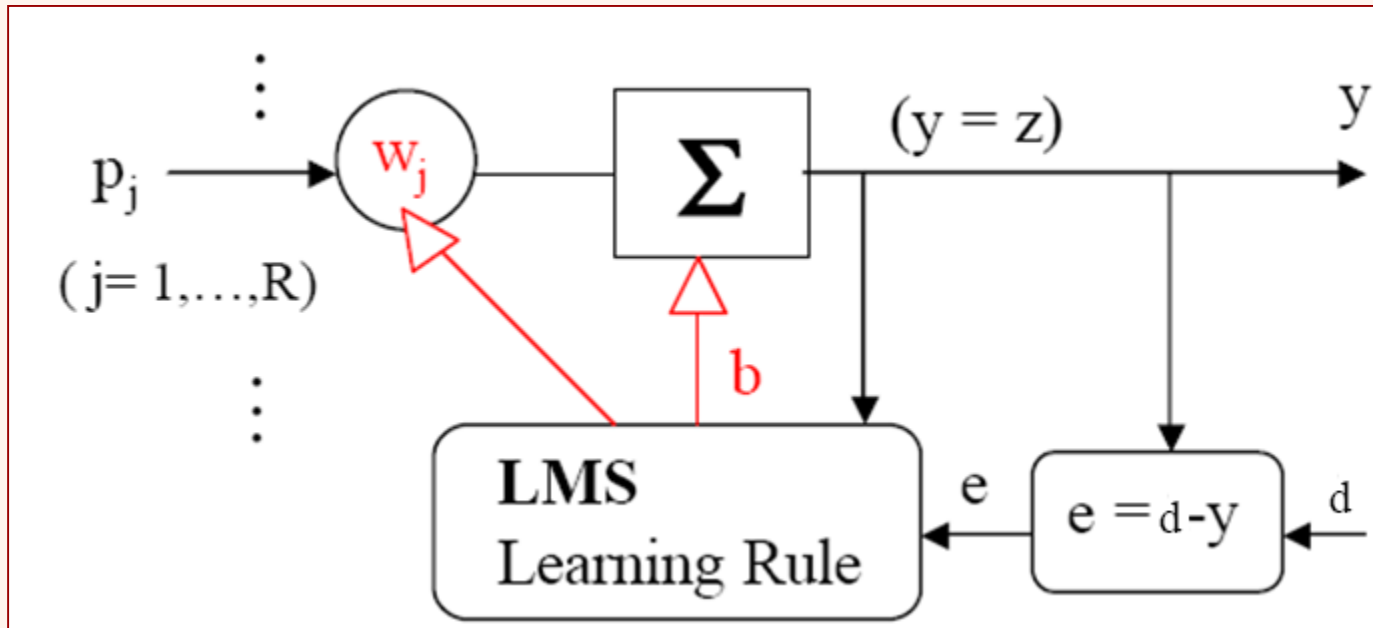 (y = z)
y
w_j
Σ
p_j
( j= 1,…,R)
b
LMS
Learning Rule
e
e = d-y
d